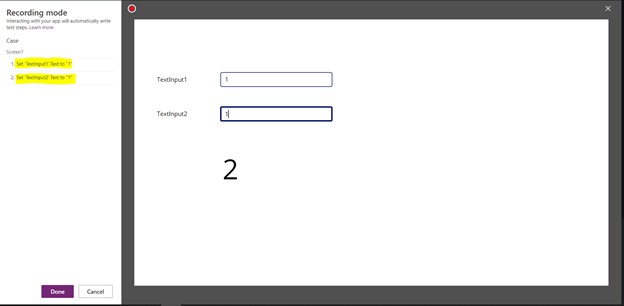 Recording mode
Interacting with your app will automatically write
test steps. Learn more
Case
Screen1
1. Set 'TextInput1'.Text to "1"
2. Set 'TextInput2'.Text to "1"
Done
Cancel
TextInput1
1
TextInput2
1
2